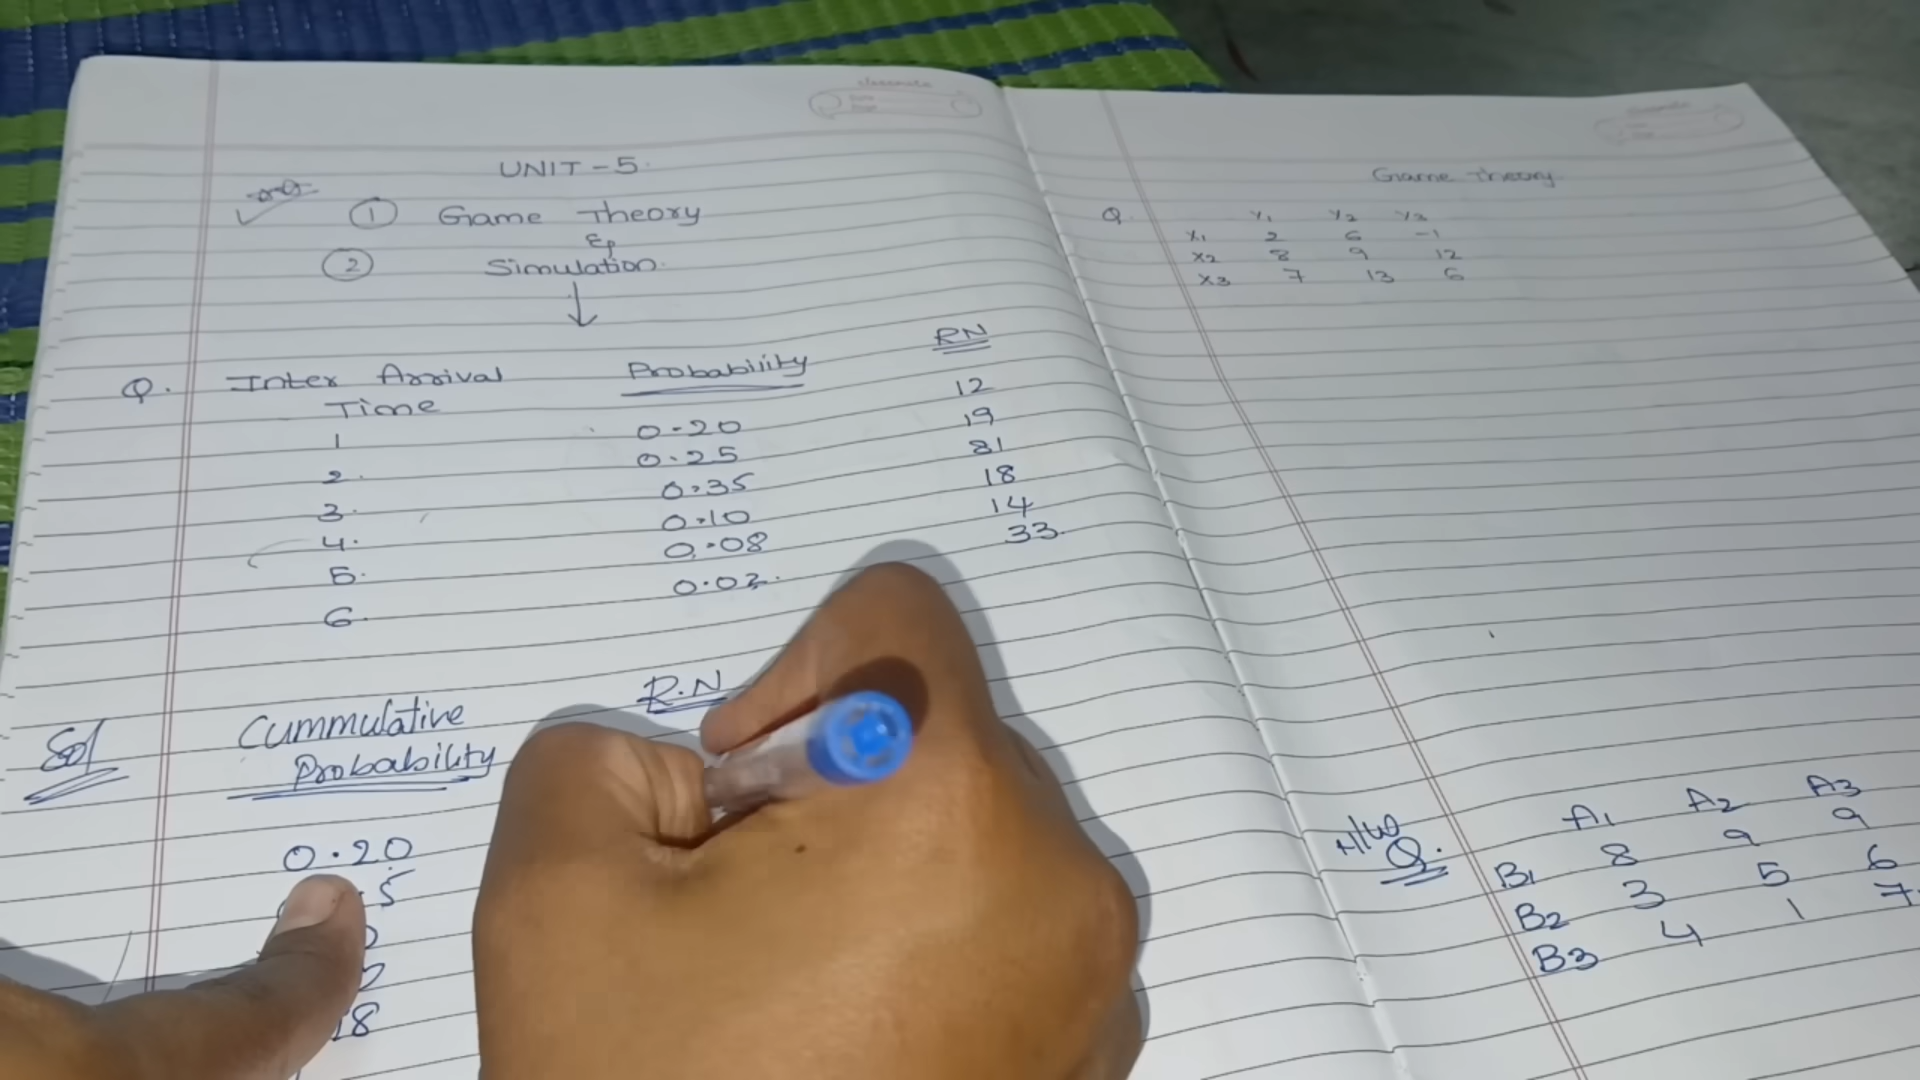 UNIT - 5.
① Game Theory
②  Simulation.
Q. Inter Arrival Probability RN
Time
12
1 0.20 19
2. 0.25 81
3. 0.35 18
4. 0.10 14
5. 0.08 33.
6. 0.02.
Sol Cummulative R.N
Probability
0.20
.5
8
Game Theory
Q. Y1 Y2 Y3
X1 2 6 -1
X2 8 9 12
X3 7 13 6
H/W
Q. A1 A2 A3
B1 8 9 9
B2 3 5 6
B3 4 1 7.